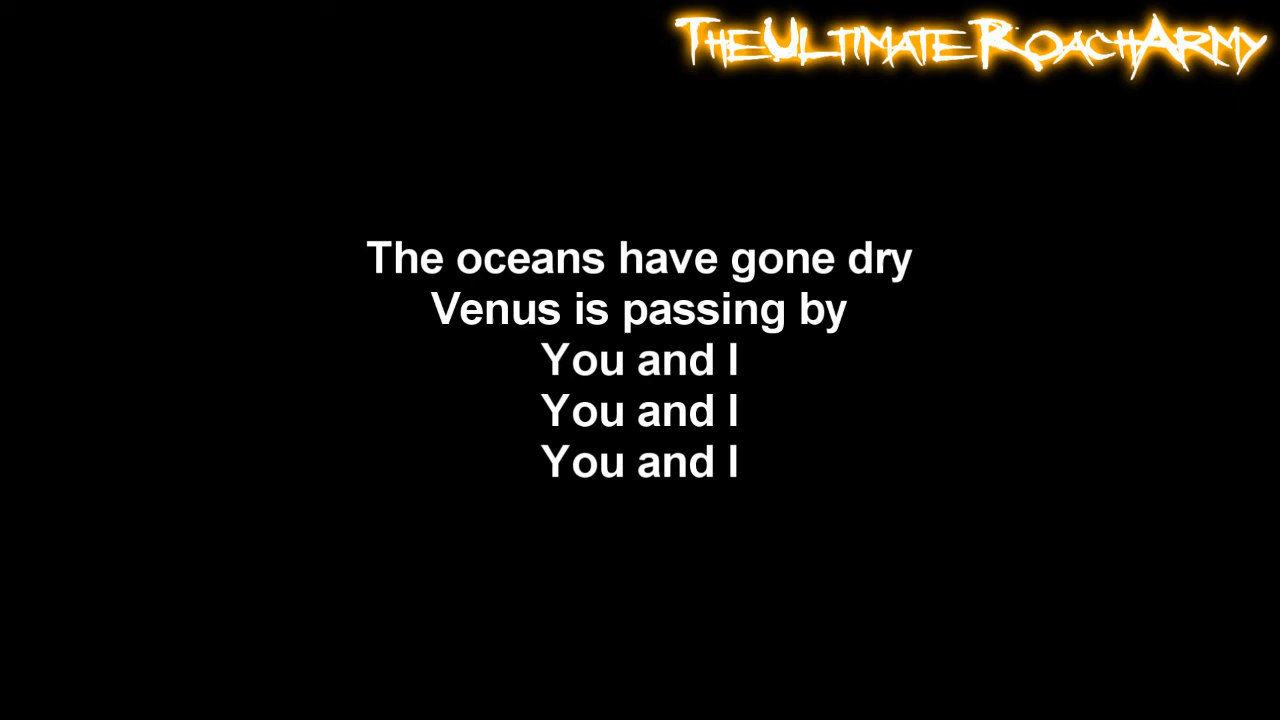 TheUltimateRoachArmy
The oceans have gone dry
Venus is passing by
You and I
You and I
You and I